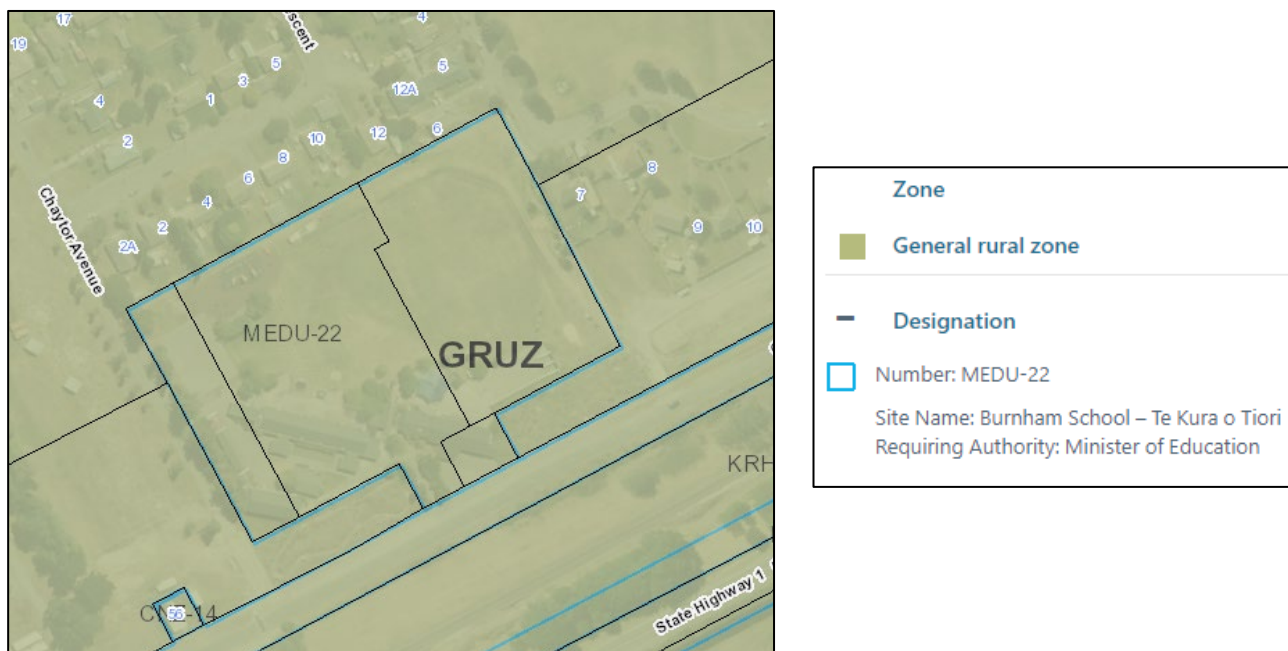 17
19
scent
4
5
3
5
4
1
12A
2
12
6
10
8
6
8
7
4
2
9
10
2A
Chaytor Avenue
MEDU-22
GRUZ
KRH
State Highway 1
56
Zone
General rural zone
Designation
Number: MEDU-22
Site Name: Burnham School – Te Kura o Tiori
Requiring Authority: Minister of Education